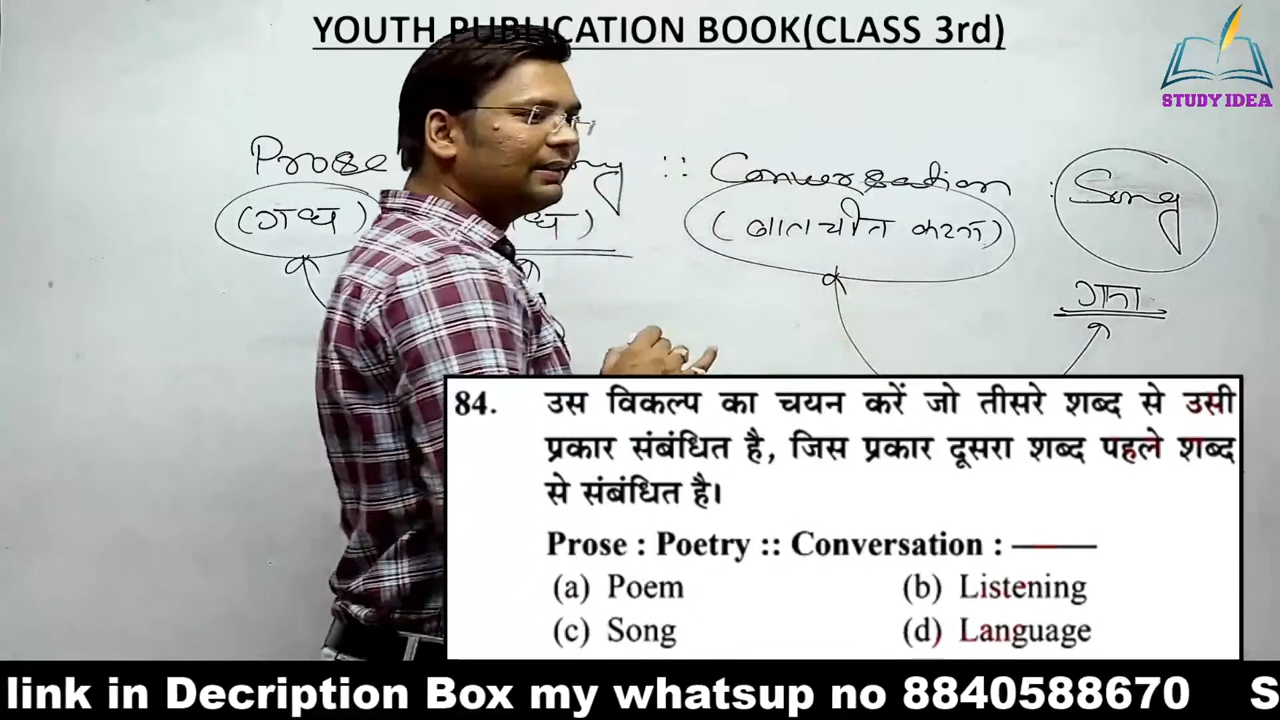 YOUTH PUBLICATION BOOK(CLASS 3rd)
STUDY IDEA
Prose :: Conversation : Song
(गद्य) (बातचीत करना)
गाना
84. उस विकल्प का चयन करें जो तीसरे शब्द से उसी
प्रकार संबंधित है, जिस प्रकार दूसरा शब्द पहले शब्द
से संबंधित है।
Prose : Poetry :: Conversation : ——
(a) Poem (b) Listening
(c) Song (d) Language
link in Decription Box my whatsup no 8840588670 S